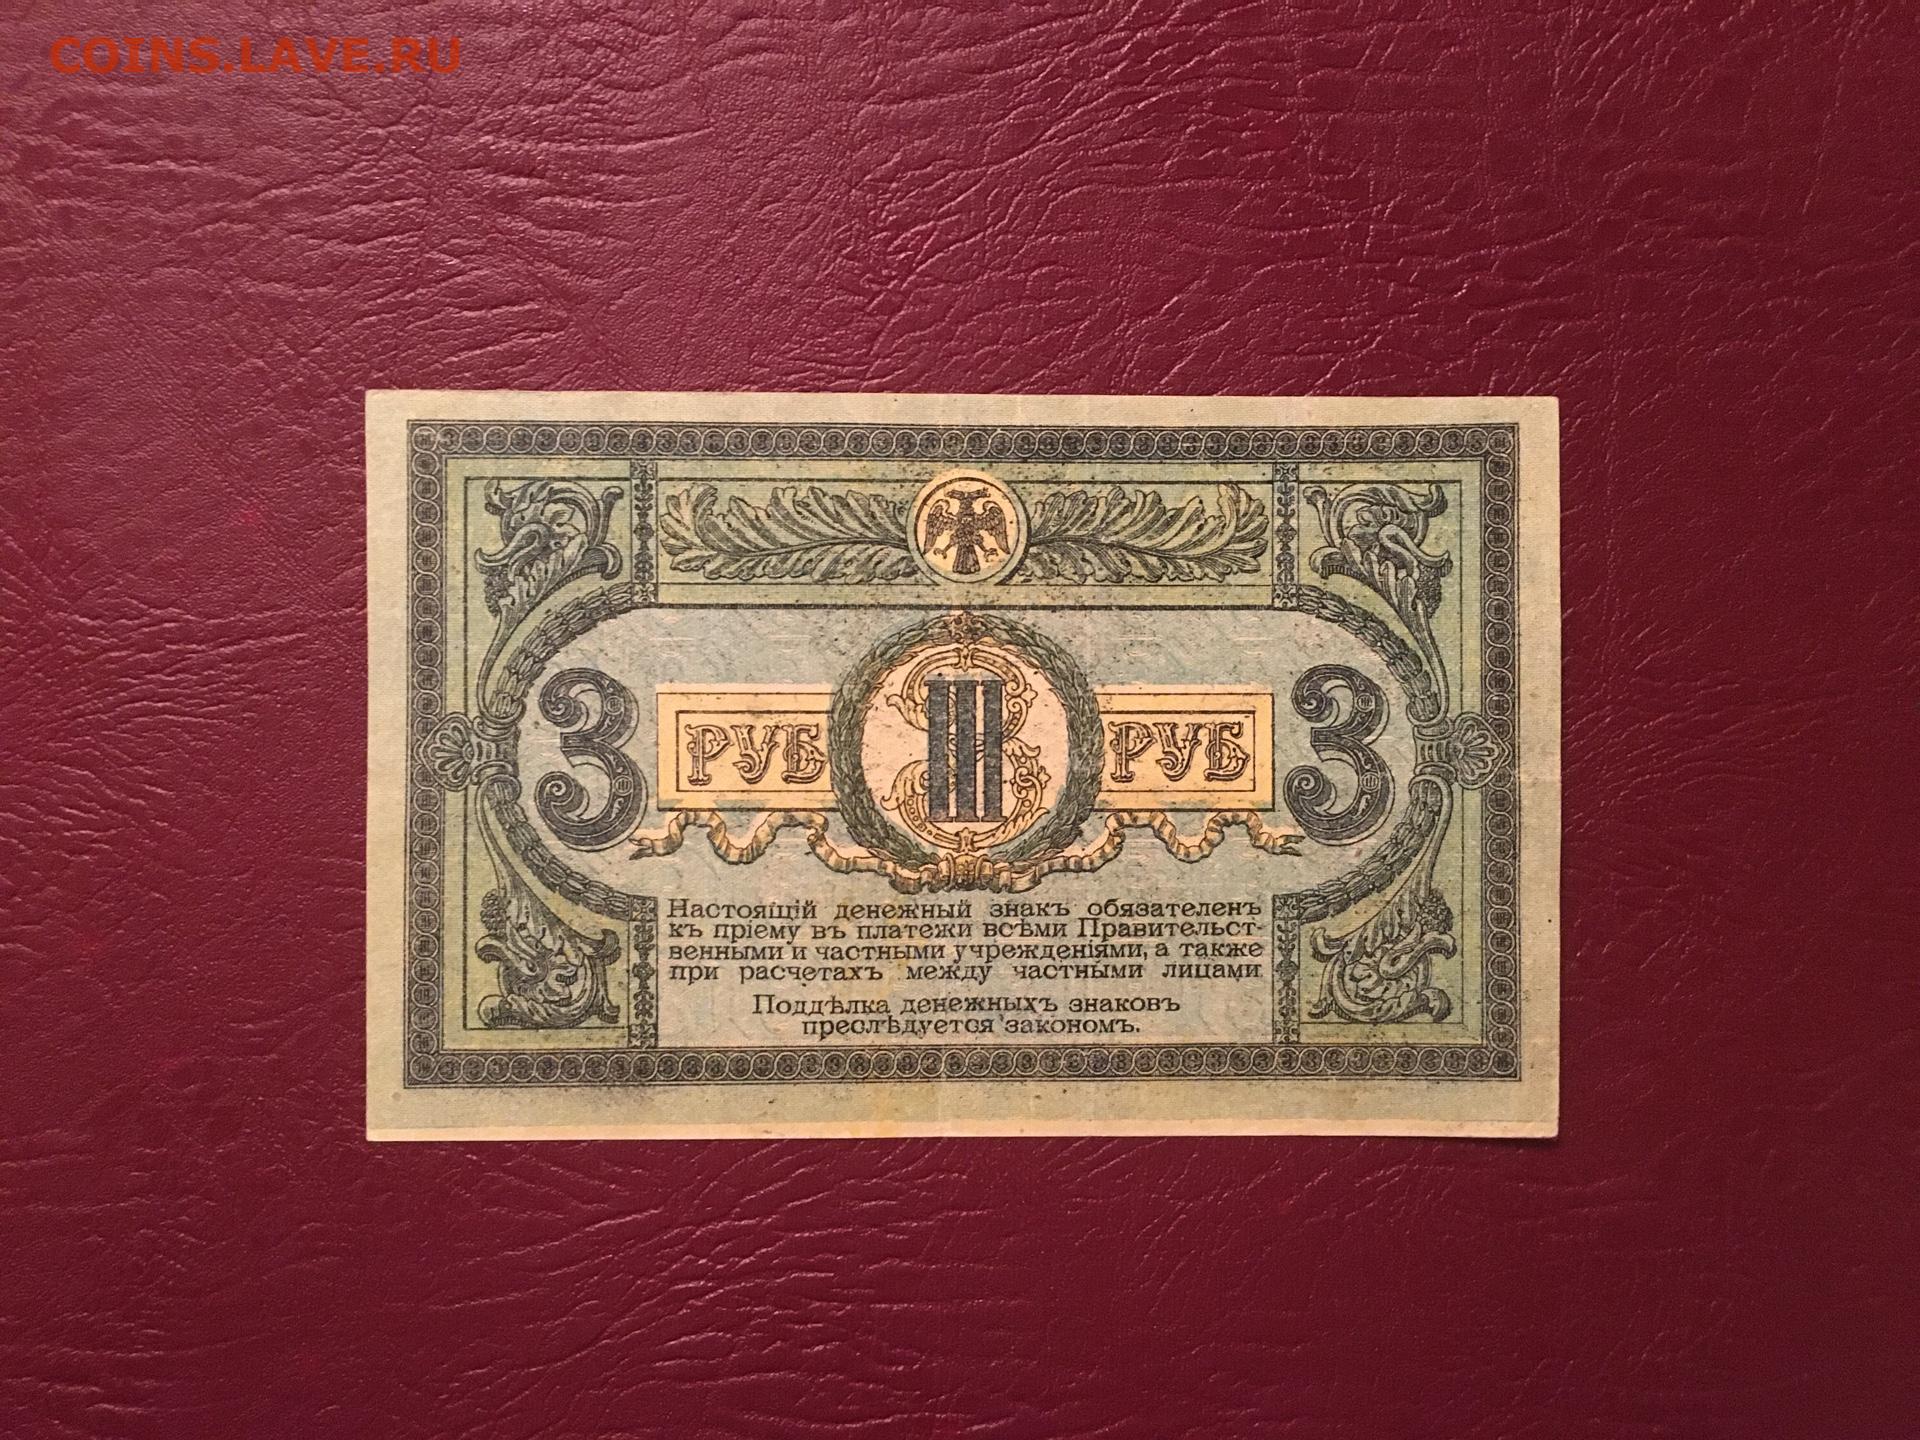 COINS.LAVE.RU
3 РУБ III РУБ 3
Настоящій денежный знакъ обязателенъ
къ пріему въ платежи всѣми Правительст-
венными и частными учрежденіями, а также
при расчетахъ между частными лицами
Поддѣлка денежныхъ знаковъ
преслѣдуется закономъ.